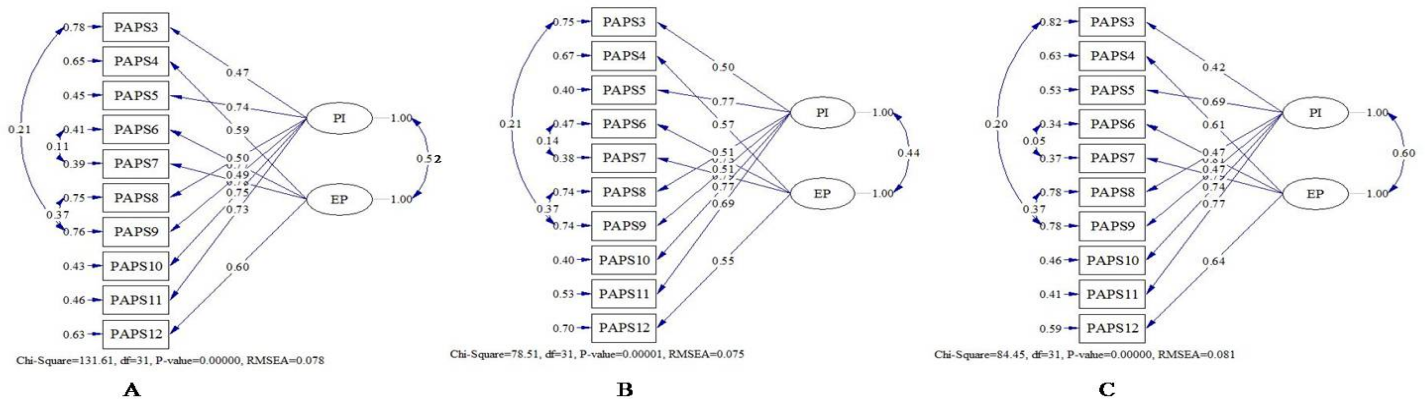 0.78 PAPS3
0.65 PAPS4
0.45 PAPS5
0.41 PAPS6
0.39 PAPS7
0.75 PAPS8
0.76 PAPS9
0.43 PAPS10
0.46 PAPS11
0.63 PAPS12
0.21
0.11
0.37
0.47
0.74
0.59
0.50
0.49
0.75
0.73
0.60
PI 1.00
EP 1.00
0.52
Chi-Square=131.61, df=31, P-value=0.00000, RMSEA=0.078
A
0.75 PAPS3
0.67 PAPS4
0.40 PAPS5
0.47 PAPS6
0.38 PAPS7
0.74 PAPS8
0.74 PAPS9
0.40 PAPS10
0.53 PAPS11
0.70 PAPS12
0.21
0.14
0.37
0.50
0.77
0.57
0.51
0.51
0.77
0.69
0.55
PI 1.00
EP 1.00
0.44
Chi-Square=78.51, df=31, P-value=0.00001, RMSEA=0.075
B
0.82 PAPS3
0.63 PAPS4
0.53 PAPS5
0.34 PAPS6
0.37 PAPS7
0.78 PAPS8
0.78 PAPS9
0.46 PAPS10
0.41 PAPS11
0.59 PAPS12
0.20
0.05
0.37
0.42
0.69
0.61
0.47
0.47
0.74
0.77
0.64
PI 1.00
EP 1.00
0.60
Chi-Square=84.45, df=31, P-value=0.00000, RMSEA=0.081
C